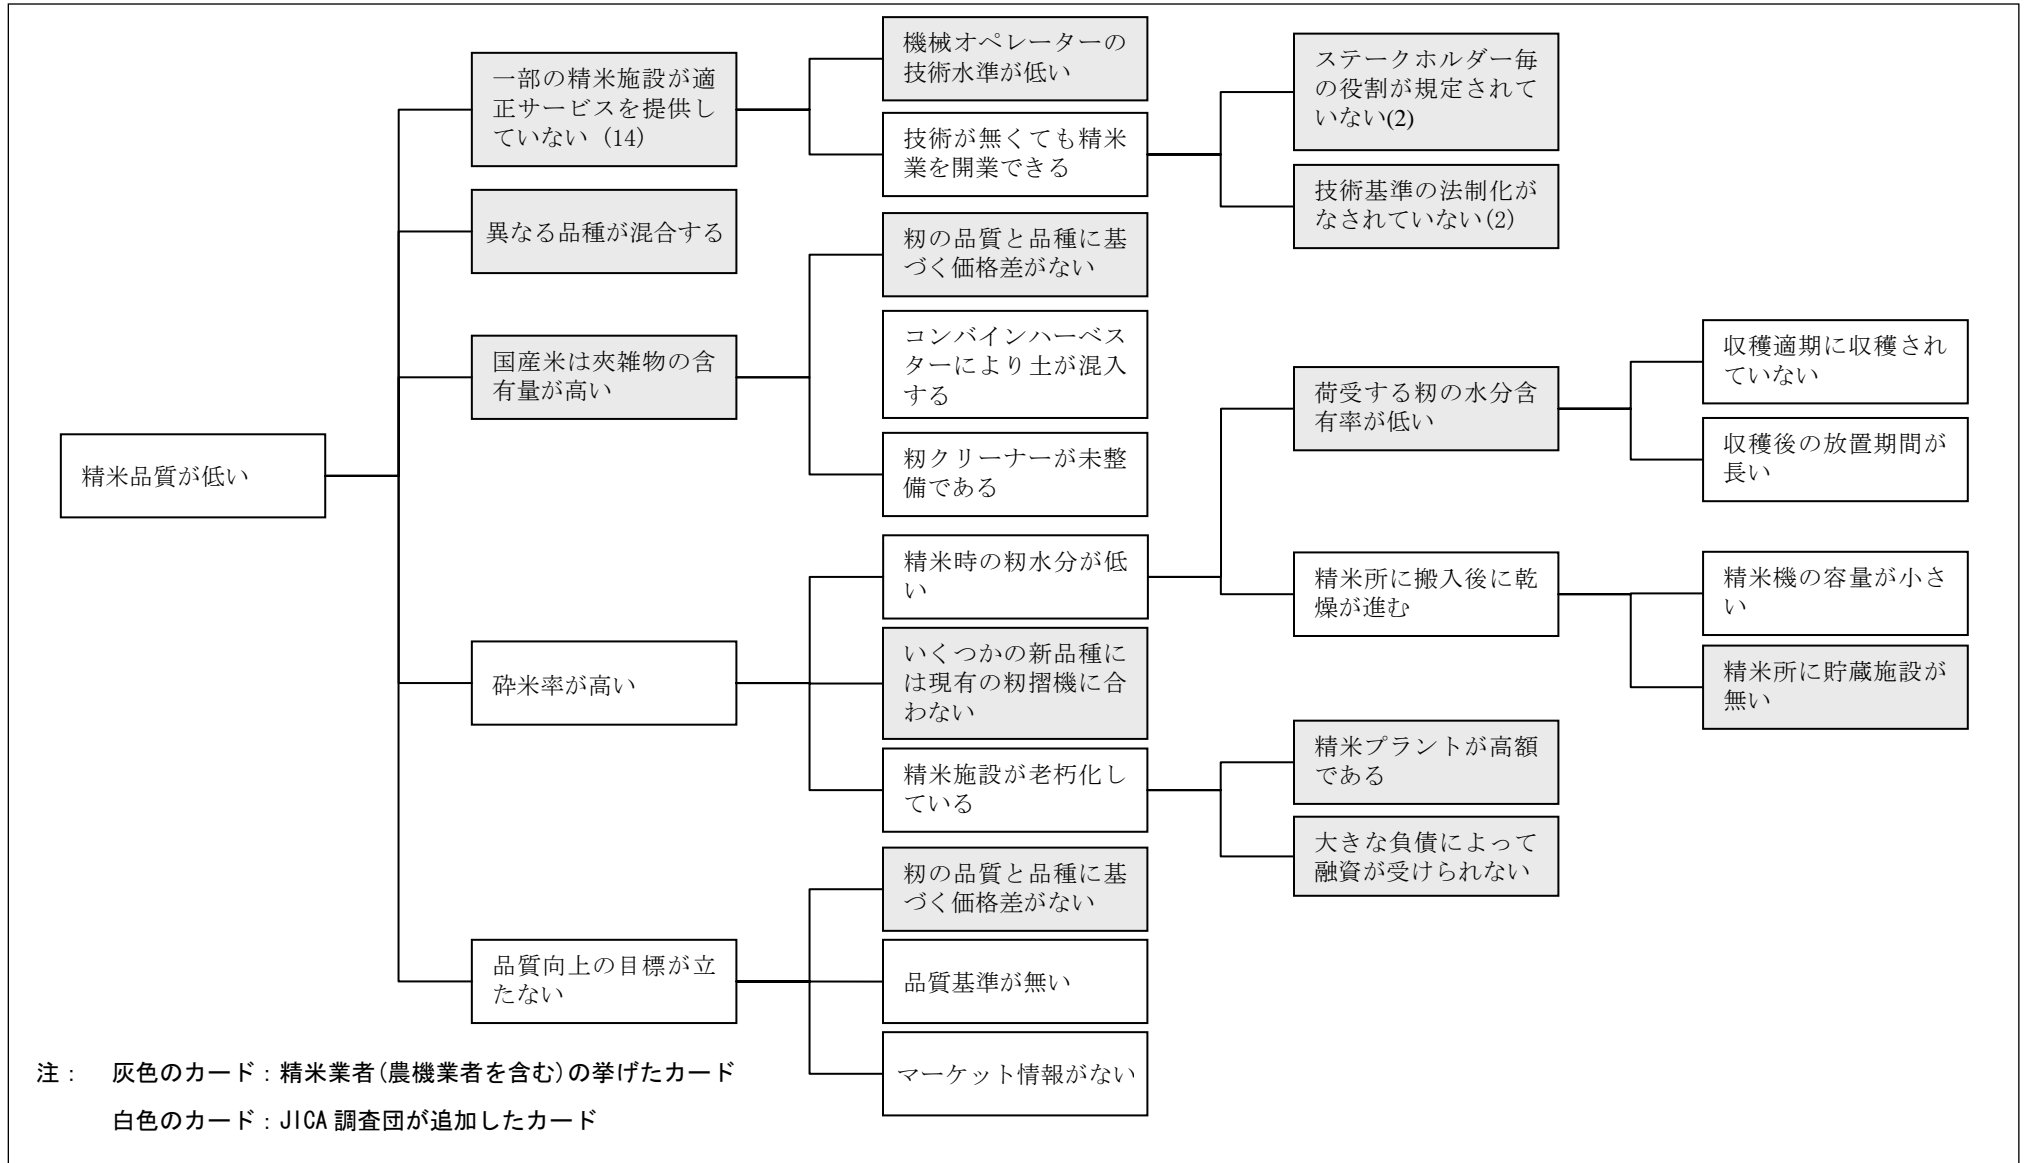 精米品質が低い
一部の精米施設が適
正サービスを提供し
ていない (14)
異なる品種が混合する
国産米は夾雑物の含
有量が高い
砕米率が高い
品質向上の目標が立
たない
機械オペレーターの
技術水準が低い
技術が無くても精米
業を開業できる
籾の品質と品種に基
づく価格差がない
コンバインハーベス
ターにより土が混入
する
籾クリーナーが未整
備である
精米時の籾水分が低
い
いくつかの新品種に
は現有の籾摺機に合
わない
精米施設が老朽化し
ている
籾の品質と品種に基
づく価格差がない
品質基準が無い
マーケット情報がない
ステークホルダー毎
の役割が規定されて
いない(2)
技術基準の法制化が
なされていない(2)
荷受する籾の水分含
有率が低い
精米所に搬入後に乾
燥が進む
精米プラントが高額
である
大きな負債によって
融資が受けられない
収穫適期に収穫され
ていない
収穫後の放置期間が
長い
精米機の容量が小さ
い
精米所に貯蔵施設が
無い
注： 灰色のカード：精米業者(農機業者を含む)の挙げたカード
白色のカード：JICA 調査団が追加したカード